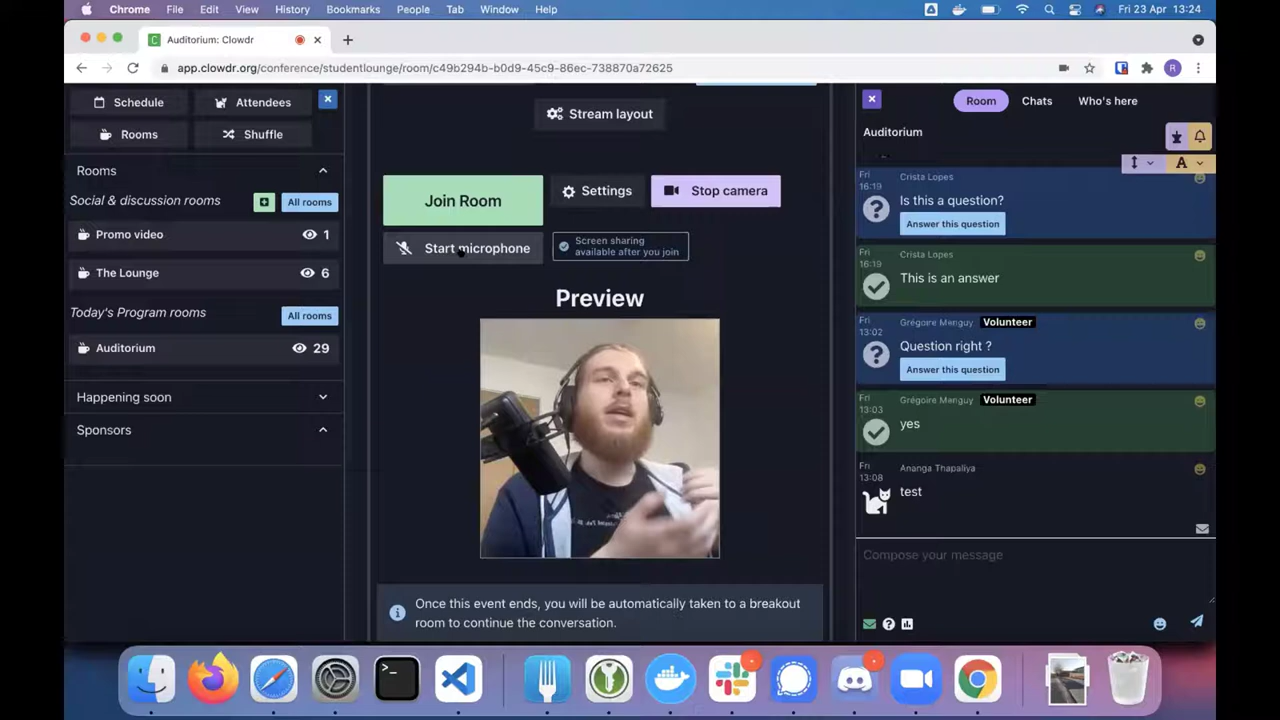 Chrome File Edit View History Bookmarks People Tab Window Help Fri 23 Apr 13:24
Auditorium: Clowdr
app.clowdr.org/conference/studentlounge/room/c49b294b-b0d9-45c9-86ec-738870a72625
R
Schedule Attendees
Rooms Shuffle
Rooms
Social & discussion rooms All rooms
Promo video 1
The Lounge 6
Today's Program rooms All rooms
Auditorium 29
Happening soon
Sponsors
Stream layout
Join Room Settings Stop camera
Start microphone
Screen sharing
available after you join
Preview
Once this event ends, you will be automatically taken to a breakout
room to continue the conversation.
Room Chats Who's here
Auditorium
A
Fri
16:19
Crista Lopes
Is this a question?
Answer this question
Fri
16:19
Crista Lopes
This is an answer
Fri
13:02
Grégoire Menguy Volunteer
Question right ?
Answer this question
Fri
13:03
Grégoire Menguy Volunteer
yes
Fri
13:08
Ananga Thapaliya
test
Compose your message